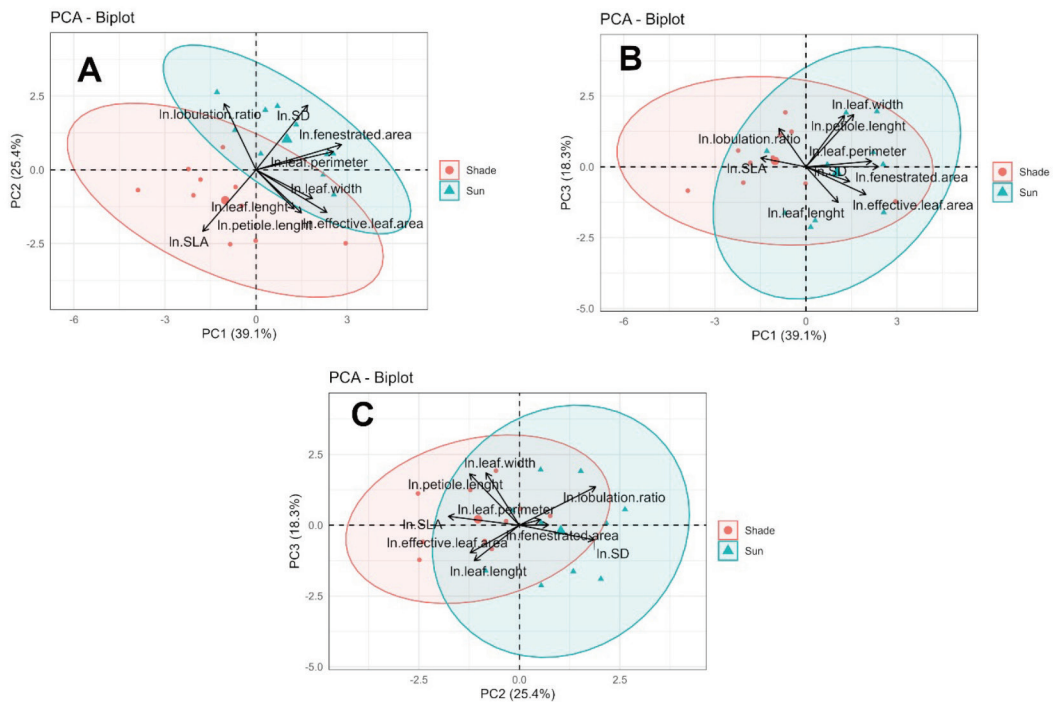 PCA - Biplot
A
2.5
0.0
-2.5
PC2 (25.4%)
-6
-3
0
3
PC1 (39.1%)
ln.lobulation.ratio
ln.SD
ln.fenestrated.area
ln.leaf.perimeter
ln.leaf.width
ln.leaf.lenght
ln.petiole.lenght
ln.effective.leaf.area
ln.SLA
Shade
Sun
PCA - Biplot
B
2.5
0.0
-2.5
-5.0
PC3 (18.3%)
-6
-3
0
3
PC1 (39.1%)
ln.leaf.width
ln.petiole.lenght
ln.lobulation.ratio
ln.leaf.perimeter
ln.SLA
ln.SD
ln.fenestrated.area
ln.effective.leaf.area
ln.leaf.lenght
Shade
Sun
PCA - Biplot
C
2.5
0.0
-2.5
-5.0
PC3 (18.3%)
-2.5
0.0
2.5
PC2 (25.4%)
ln.leaf.width
ln.petiole.lenght
ln.lobulation.ratio
ln.leaf.perimeter
ln.SLA
ln.fenestrated.area
ln.effective.leaf.area
ln.SD
ln.leaf.lenght
Shade
Sun